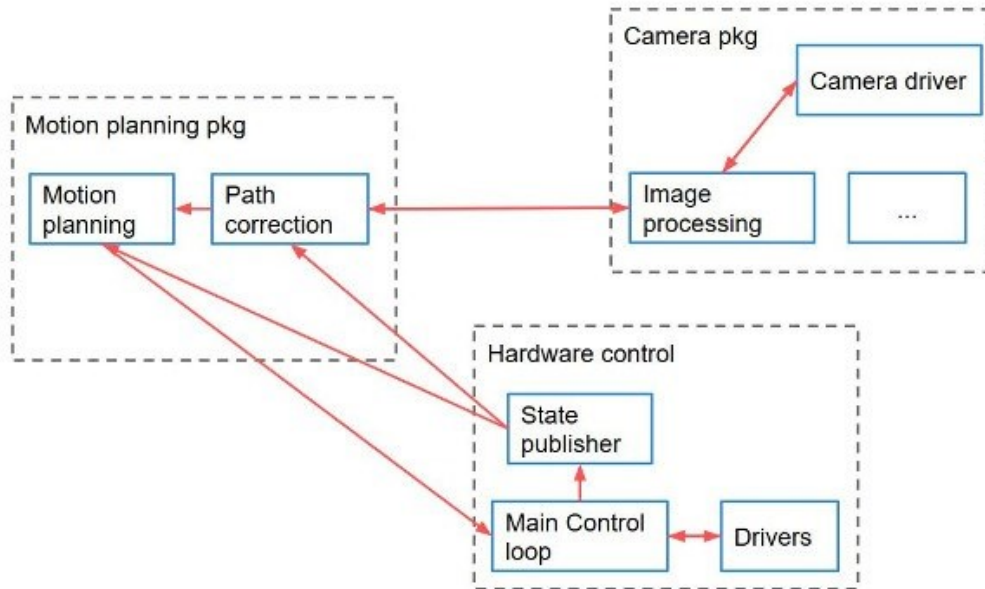 Camera pkg
Camera driver
Motion planning pkg
Motion
planning
Path
correction
Image
processing
...
Hardware control
State
publisher
Main Control
loop
Drivers